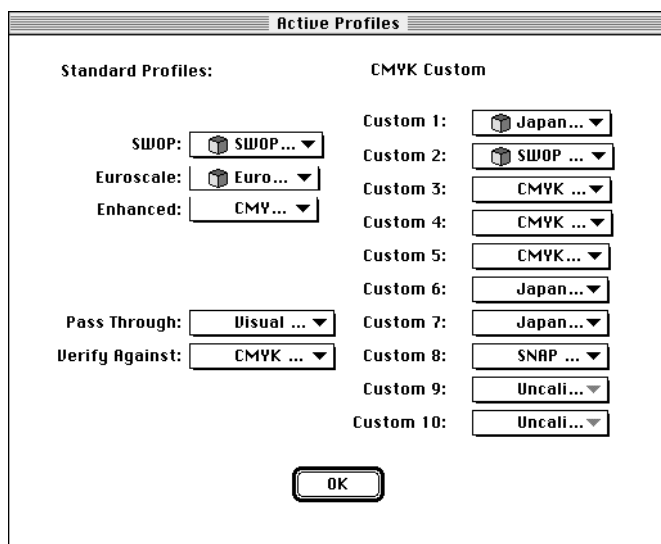 Active Profiles
Standard Profiles:
SWOP: SWOP...
Euroscale: Euro...
Enhanced: CMY...
Pass Through: Visual ...
Verify Against: CMYK ...
CMYK Custom
Custom 1: Japan...
Custom 2: SWOP ...
Custom 3: CMYK ...
Custom 4: CMYK ...
Custom 5: CMYK...
Custom 6: Japan...
Custom 7: Japan...
Custom 8: SNAP ...
Custom 9: Uncali...
Custom 10: Uncali...
OK